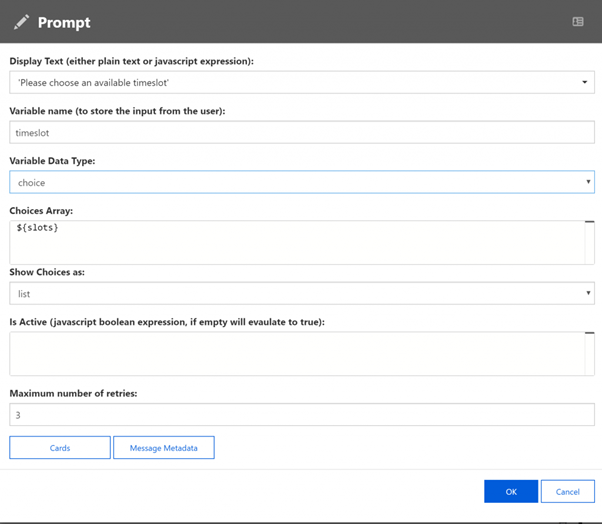 Prompt
Display Text (either plain text or javascript expression):
'Please choose an available timeslot'
Variable name (to store the input from the user):
timeslot
Variable Data Type:
choice
Choices Array:
${slots}
Show Choices as:
list
Is Active (javascript boolean expression, if empty will evaulate to true):
Maximum number of retries:
3
Cards Message Metadata
OK Cancel